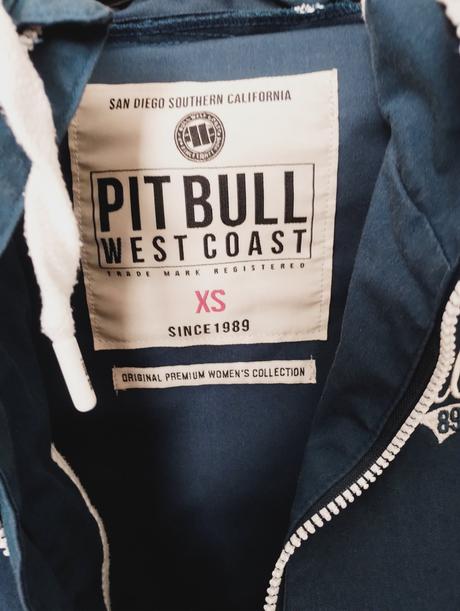 SAN DIEGO SOUTHERN CALIFORNIA
PIT BULL
WEST COAST
TRADE MARK REGISTERED
XS
SINCE 1989
ORIGINAL PREMIUM WOMEN'S COLLECTION
89